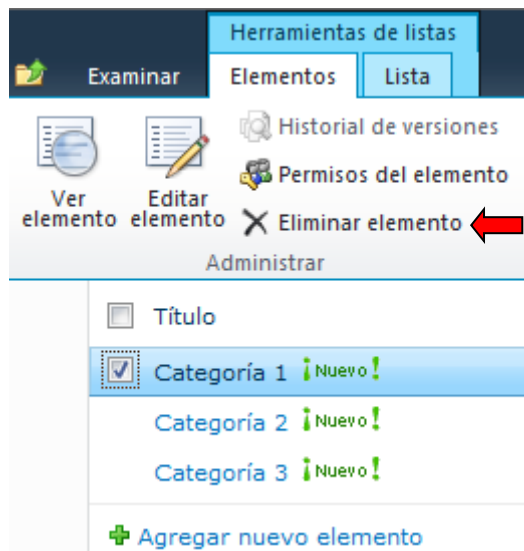 Herramientas de listas
Examinar Elementos Lista
Historial de versiones
Permisos del elemento
Ver elemento
Editar elemento
Eliminar elemento
Administrar
Título
Categoría 1 ¡Nuevo!
Categoría 2 ¡Nuevo!
Categoría 3 ¡Nuevo!
Agregar nuevo elemento